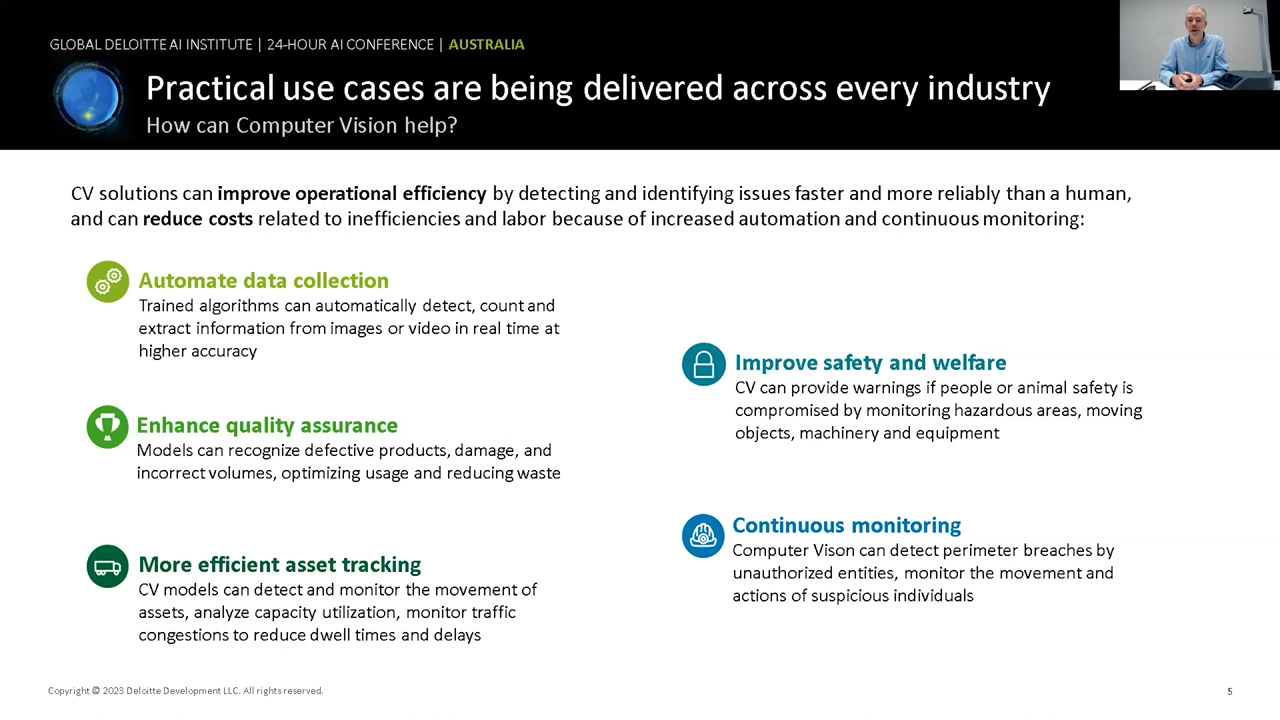 GLOBAL DELOITTE AI INSTITUTE | 24-HOUR AI CONFERENCE | AUSTRALIA
Practical use cases are being delivered across every industry
How can Computer Vision help?
CV solutions can improve operational efficiency by detecting and identifying issues faster and more reliably than a human,
and can reduce costs related to inefficiencies and labor because of increased automation and continuous monitoring:
Automate data collection
Trained algorithms can automatically detect, count and
extract information from images or video in real time at
higher accuracy
Enhance quality assurance
Models can recognize defective products, damage, and
incorrect volumes, optimizing usage and reducing waste
More efficient asset tracking
CV models can detect and monitor the movement of
assets, analyze capacity utilization, monitor traffic
congestions to reduce dwell times and delays
Improve safety and welfare
CV can provide warnings if people or animal safety is
compromised by monitoring hazardous areas, moving
objects, machinery and equipment
Continuous monitoring
Computer Vison can detect perimeter breaches by
unauthorized entities, monitor the movement and
actions of suspicious individuals
Copyright © 2023 Deloitte Development LLC. All rights reserved.
5